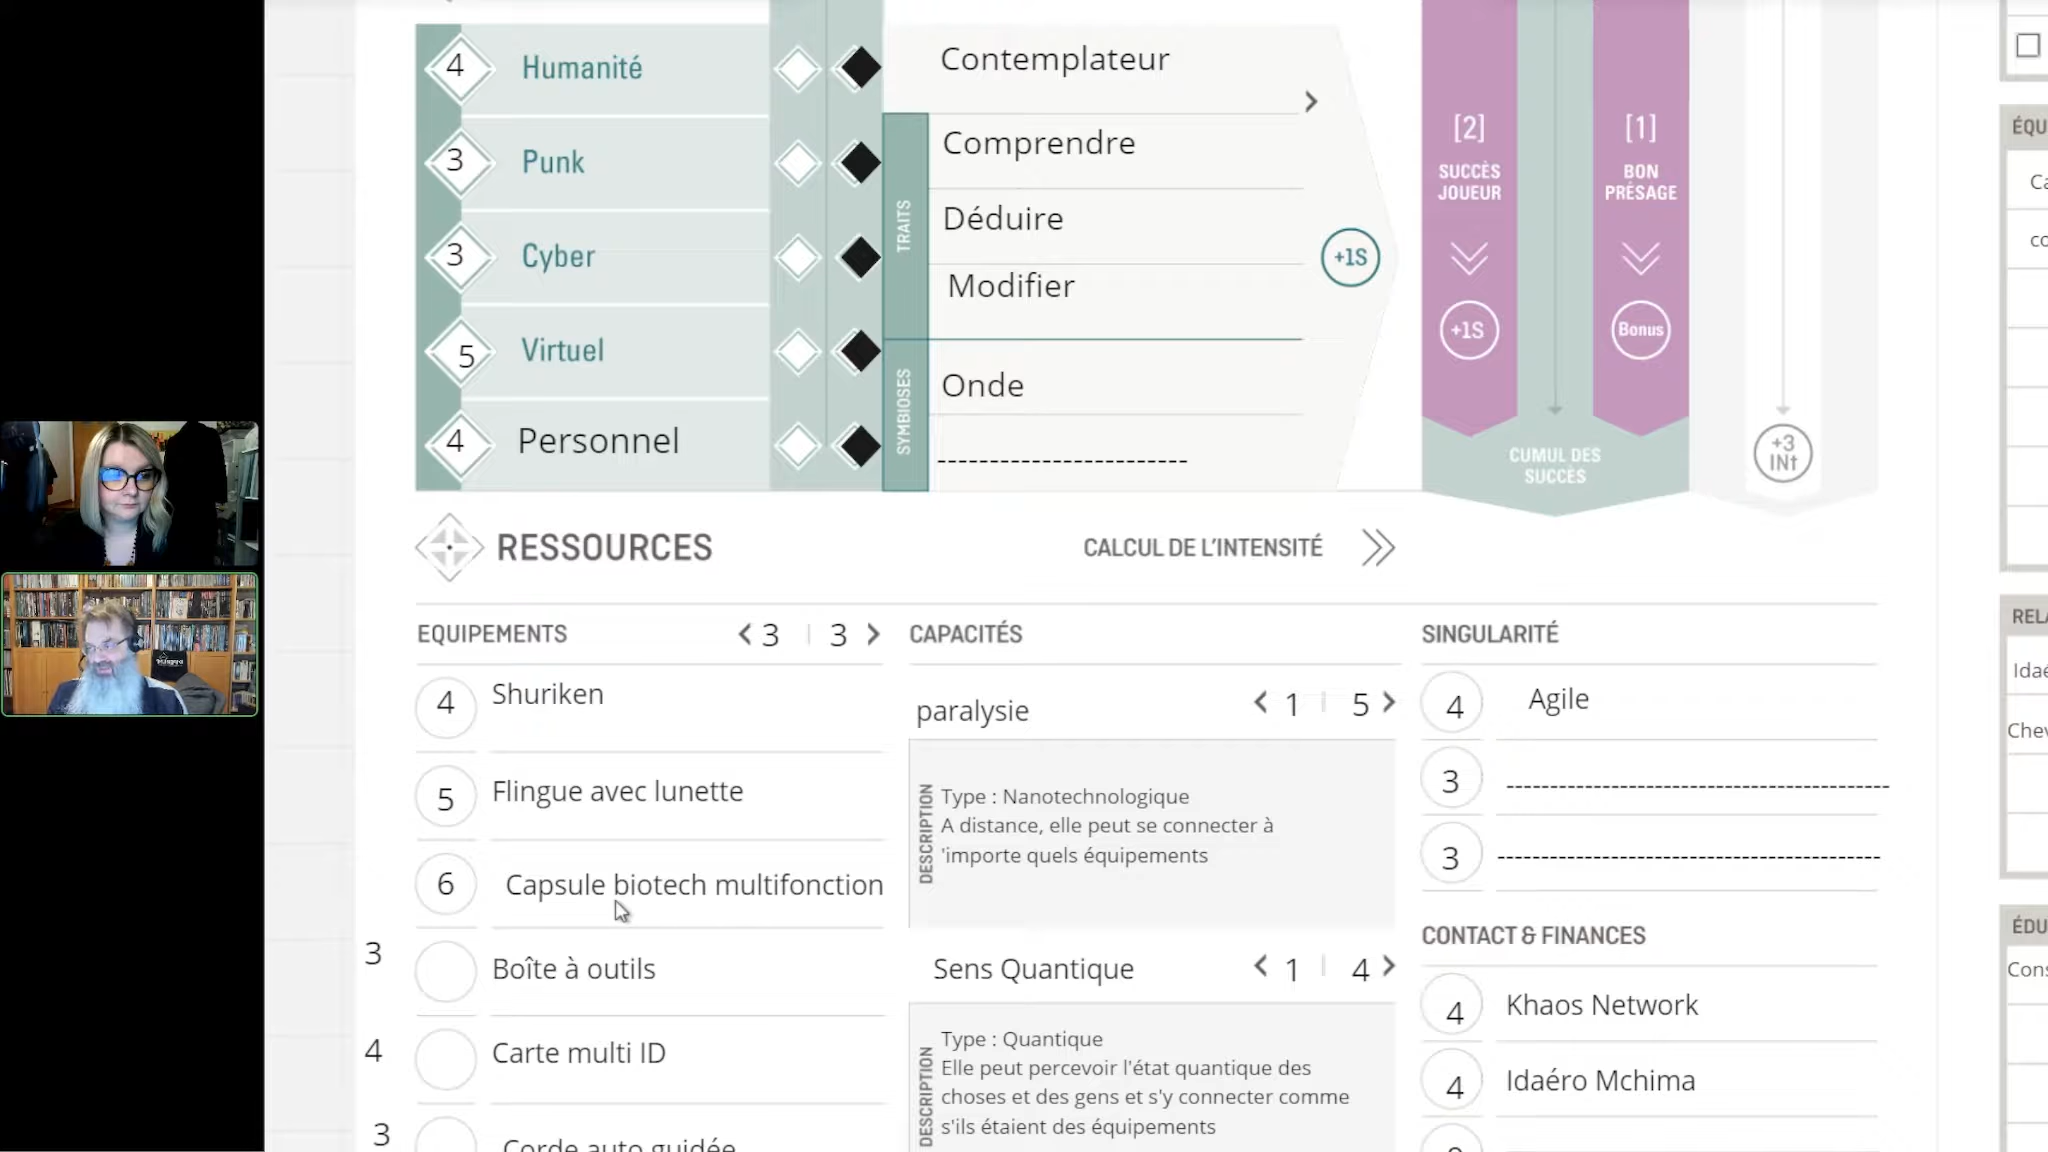 4 Humanité
3 Punk
3 Cyber
5 Virtuel
4 Personnel
TRAITS
SYMBIOSES
Contemplateur
Comprendre
Déduire
Modifier
Onde
----------------------
+1S
[2]
SUCCÈS
JOUEUR
+1S
[1]
BON
PRÉSAGE
Bonus
CUMUL DES
SUCCÈS
+3
INt
RESSOURCES
CALCUL DE L'INTENSITÉ
EQUIPEMENTS 3 3
4 Shuriken
5 Flingue avec lunette
6 Capsule biotech multifonction
3 Boîte à outils
4 Carte multi ID
3 Corde auto guidée
CAPACITÉS
paralysie 1 5
DESCRIPTION
Type : Nanotechnologique
A distance, elle peut se connecter à
'importe quels équipements
Sens Quantique 1 4
DESCRIPTION
Type : Quantique
Elle peut percevoir l'état quantique des
choses et des gens et s'y connecter comme
s'ils étaient des équipements
SINGULARITÉ
4 Agile
3 --------------------------------------
3 --------------------------------------
CONTACT & FINANCES
4 Khaos Network
4 Idaéro Mchima
ÉQU
Ca
co
RELA
Idaé
Chev
ÉDU
Cons